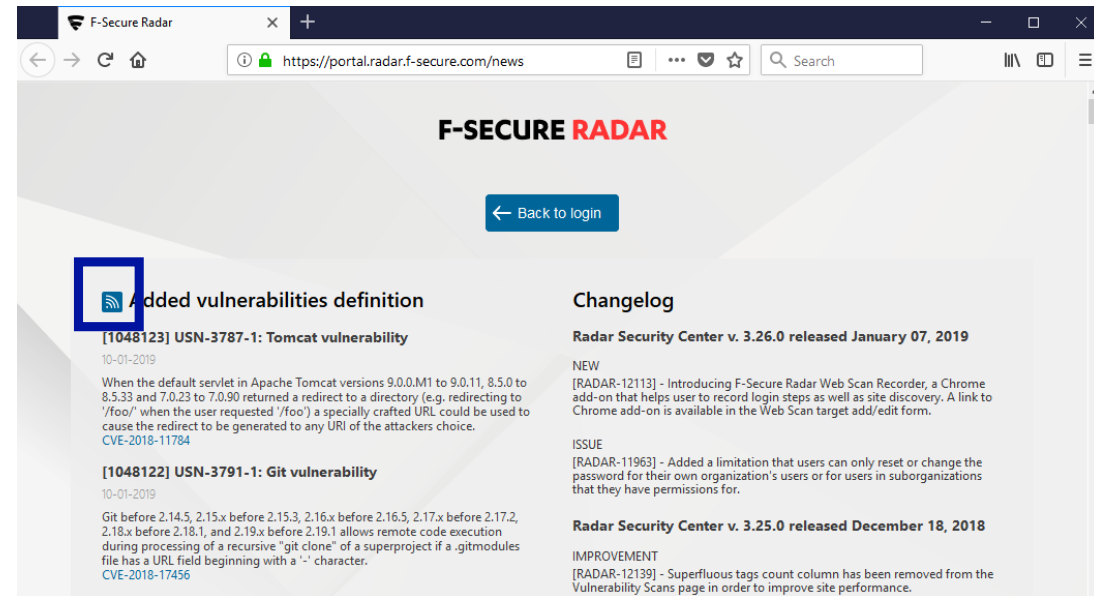 F-Secure Radar
https://portal.radar.f-secure.com/news
Search
F-SECURE RADAR
Back to login
Added vulnerabilities definition
[1048123] USN-3787-1: Tomcat vulnerability
10-01-2019
When the default servlet in Apache Tomcat versions 9.0.0.M1 to 9.0.11, 8.5.0 to
8.5.33 and 7.0.23 to 7.0.90 returned a redirect to a directory (e.g. redirecting to
'/foo/' when the user requested '/foo') a specially crafted URL could be used to
cause the redirect to be generated to any URI of the attackers choice.
CVE-2018-11784
[1048122] USN-3791-1: Git vulnerability
10-01-2019
Git before 2.14.5, 2.15.x before 2.15.3, 2.16.x before 2.16.5, 2.17.x before 2.17.2,
2.18.x before 2.18.1, and 2.19.x before 2.19.1 allows remote code execution
during processing of a recursive "git clone" of a superproject if a .gitmodules
file has a URL field beginning with a '-' character.
CVE-2018-17456
Changelog
Radar Security Center v. 3.26.0 released January 07, 2019
NEW
[RADAR-12113] - Introducing F-Secure Radar Web Scan Recorder, a Chrome
add-on that helps user to record login steps as well as site discovery. A link to
Chrome add-on is available in the Web Scan target add/edit form.
ISSUE
[RADAR-11963] - Added a limitation that users can only reset or change the
password for their own organization's users or for users in suborganizations
that they have permissions for.
Radar Security Center v. 3.25.0 released December 18, 2018
IMPROVEMENT
[RADAR-12139] - Superfluous tags count column has been removed from the
Vulnerability Scans page in order to improve site performance.